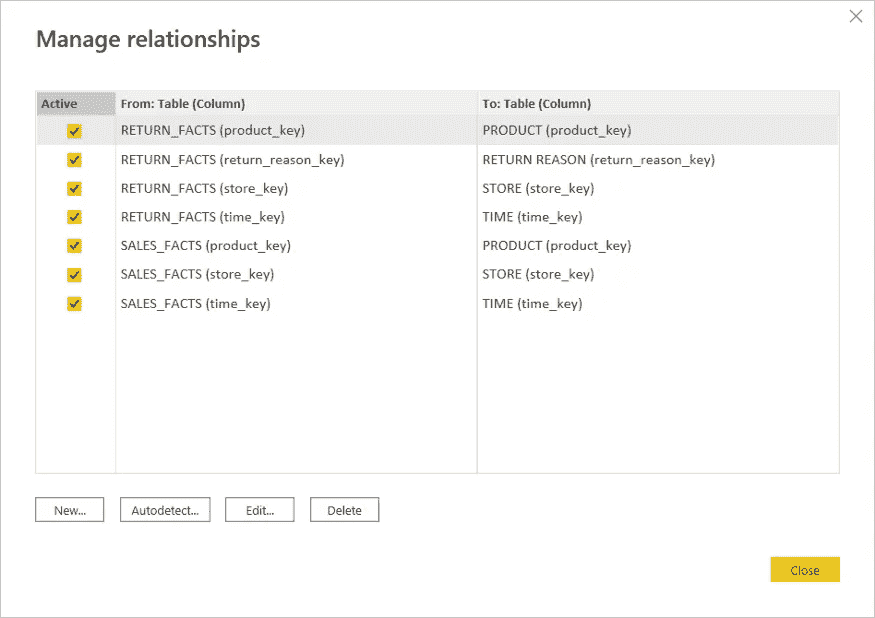 Manage relationships
Active From: Table (Column) To: Table (Column)
RETURN_FACTS (product_key) PRODUCT (product_key)
RETURN_FACTS (return_reason_key) RETURN REASON (return_reason_key)
RETURN_FACTS (store_key) STORE (store_key)
RETURN_FACTS (time_key) TIME (time_key)
SALES_FACTS (product_key) PRODUCT (product_key)
SALES_FACTS (store_key) STORE (store_key)
SALES_FACTS (time_key) TIME (time_key)
New... Autodetect... Edit... Delete
Close